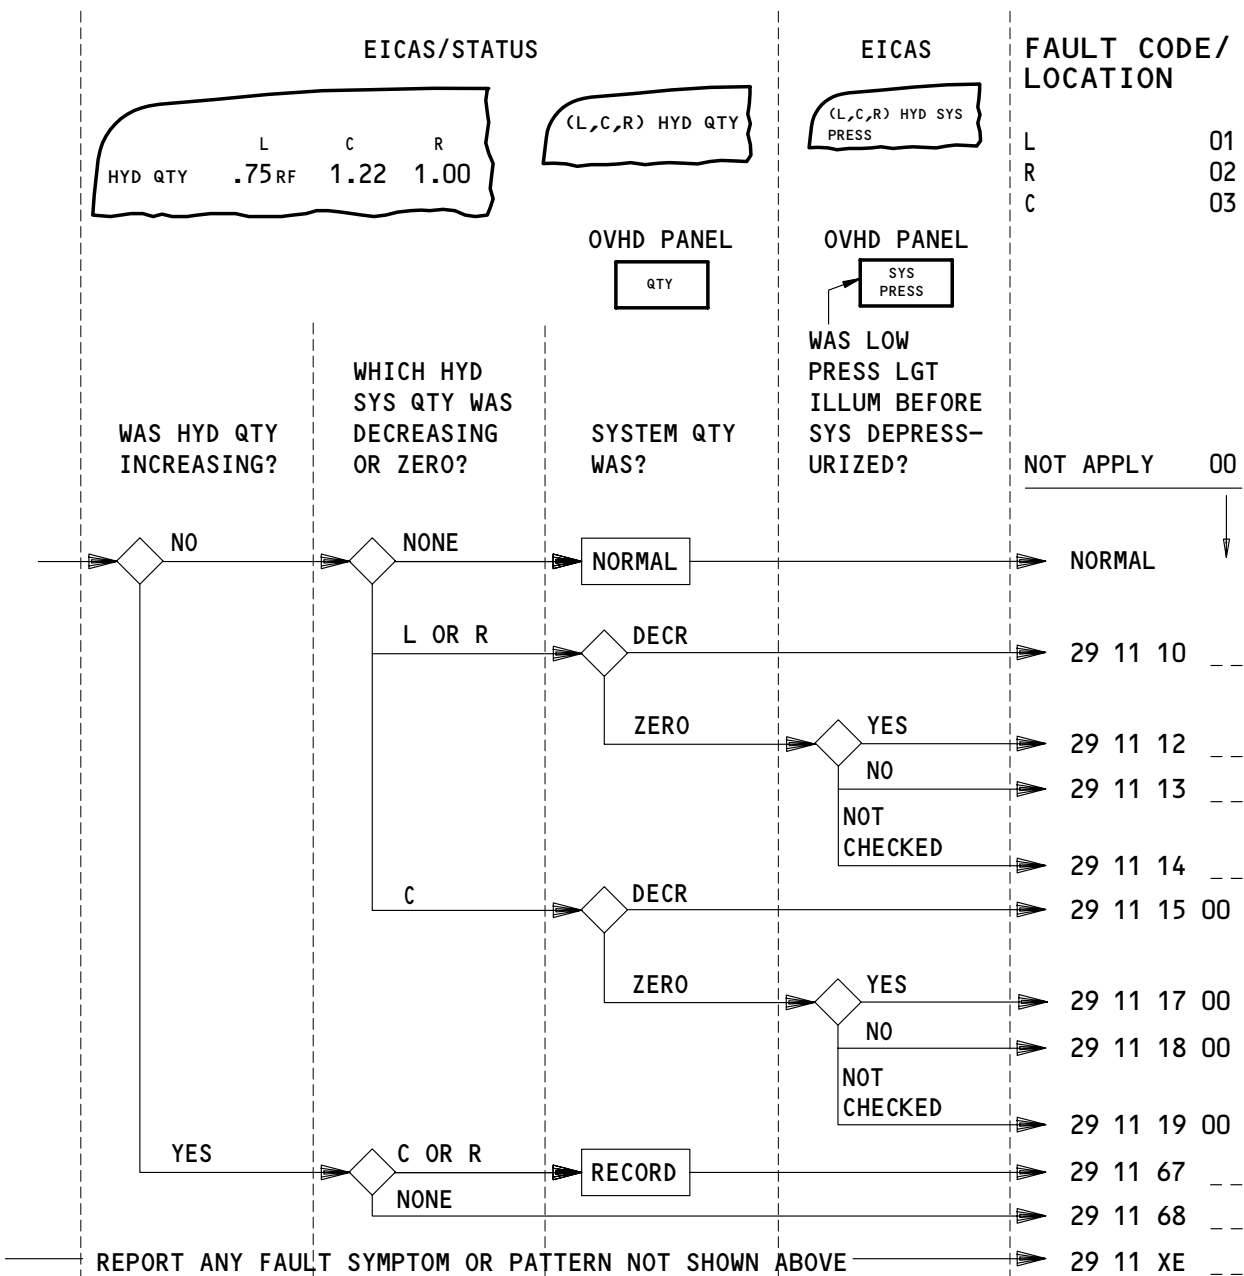 EICAS/STATUS
EICAS
FAULT CODE/
LOCATION
L C R
HYD QTY .75 RF 1.22 1.00
(L,C,R) HYD QTY
(L,C,R) HYD SYS
PRESS
L 01
R 02
C 03
OVHD PANEL
QTY
OVHD PANEL
SYS
PRESS
WAS HYD QTY
INCREASING?
WHICH HYD
SYS QTY WAS
DECREASING
OR ZERO?
SYSTEM QTY
WAS?
WAS LOW
PRESS LGT
ILLUM BEFORE
SYS DEPRESS-
URIZED?
NOT APPLY 00
NO NONE NORMAL NORMAL
L OR R DECR 29 11 10 _ _
ZERO YES 29 11 12 _ _
NO 29 11 13 _ _
NOT
CHECKED 29 11 14 _ _
C DECR 29 11 15 00
ZERO YES 29 11 17 00
NO 29 11 18 00
NOT
CHECKED 29 11 19 00
YES C OR R RECORD 29 11 67 _ _
NONE 29 11 68 _ _
REPORT ANY FAULT SYMPTOM OR PATTERN NOT SHOWN ABOVE 29 11 XE _ _